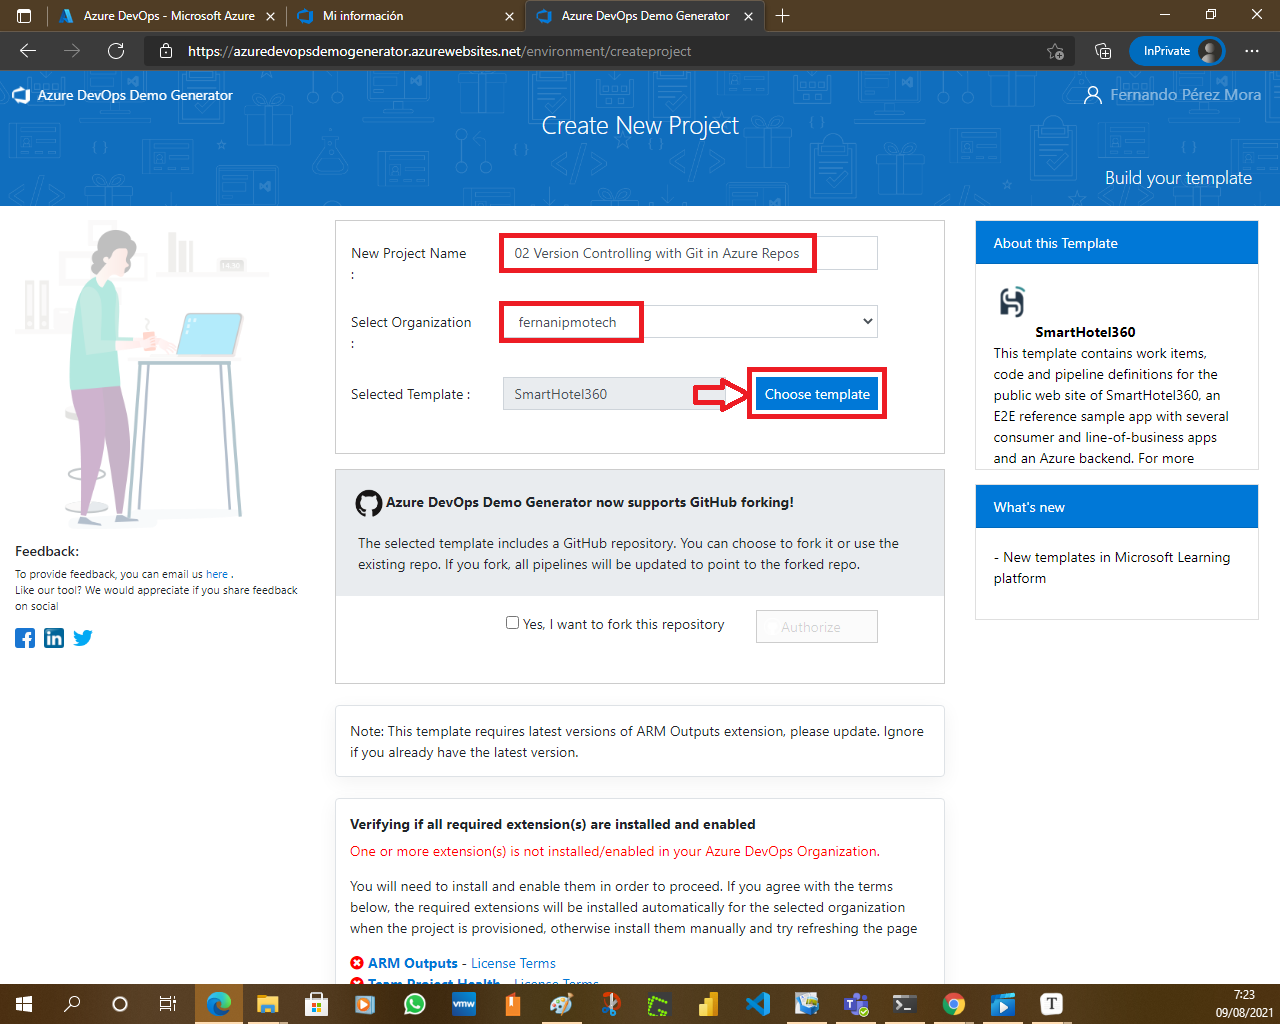 Azure DevOps - Microsoft Azure
Mi información
Azure DevOps Demo Generator
https://azuredevopsdemogenerator.azurewebsites.net/environment/createproject
InPrivate
Azure DevOps Demo Generator
Fernando Pérez Mora
Create New Project
Build your template
New Project Name
:
02 Version Controlling with Git in Azure Repos
Select Organization
:
fernanipmotech
Selected Template :
SmartHotel360
Choose template
About this Template
SmartHotel360
This template contains work items,
code and pipeline definitions for the
public web site of SmartHotel360, an
E2E reference sample app with several
consumer and line-of-business apps
and an Azure backend. For more
What's new
- New templates in Microsoft Learning
platform
Azure DevOps Demo Generator now supports GitHub forking!
The selected template includes a GitHub repository. You can choose to fork it or use the
existing repo. If you fork, all pipelines will be updated to point to the forked repo.
Yes, I want to fork this repository
Authorize
Feedback:
To provide feedback, you can email us here .
Like our tool? We would appreciate if you share feedback
on social
Note: This template requires latest versions of ARM Outputs extension, please update. Ignore
if you already have the latest version.
Verifying if all required extension(s) are installed and enabled
One or more extension(s) is not installed/enabled in your Azure DevOps Organization.
You will need to install and enable them in order to proceed. If you agree with the terms
below, the required extensions will be installed automatically for the selected organization
when the project is provisioned, otherwise install them manually and try refreshing the page
ARM Outputs - License Terms
Team Project Health - License Terms
vmw
T
7:23
09/08/2021